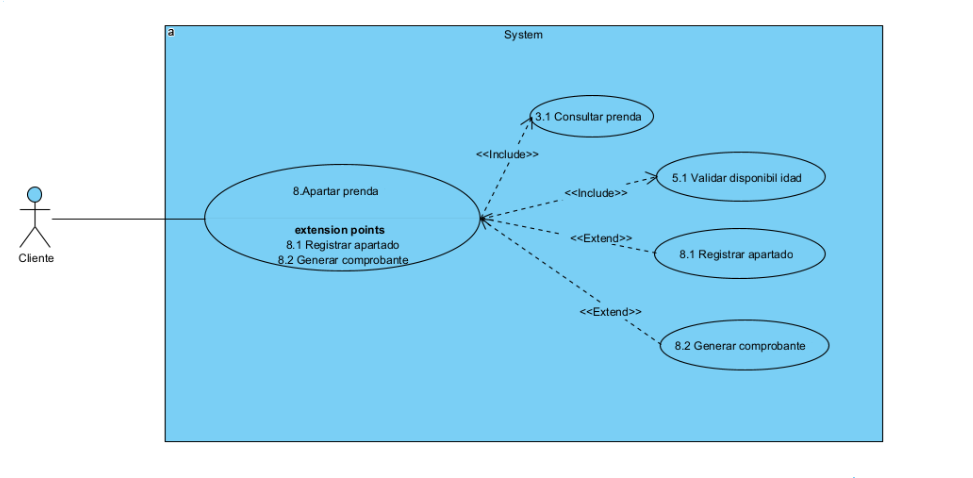 a
System
3.1 Consultar prenda
<<Include>>
5.1 Validar disponibil idad
<<Include>>
8.Apartar prenda
extension points
8.1 Registrar apartado
8.2 Generar comprobante
<<Extend>>
8.1 Registrar apartado
Cliente
<<Extend>>
8.2 Generar comprobante